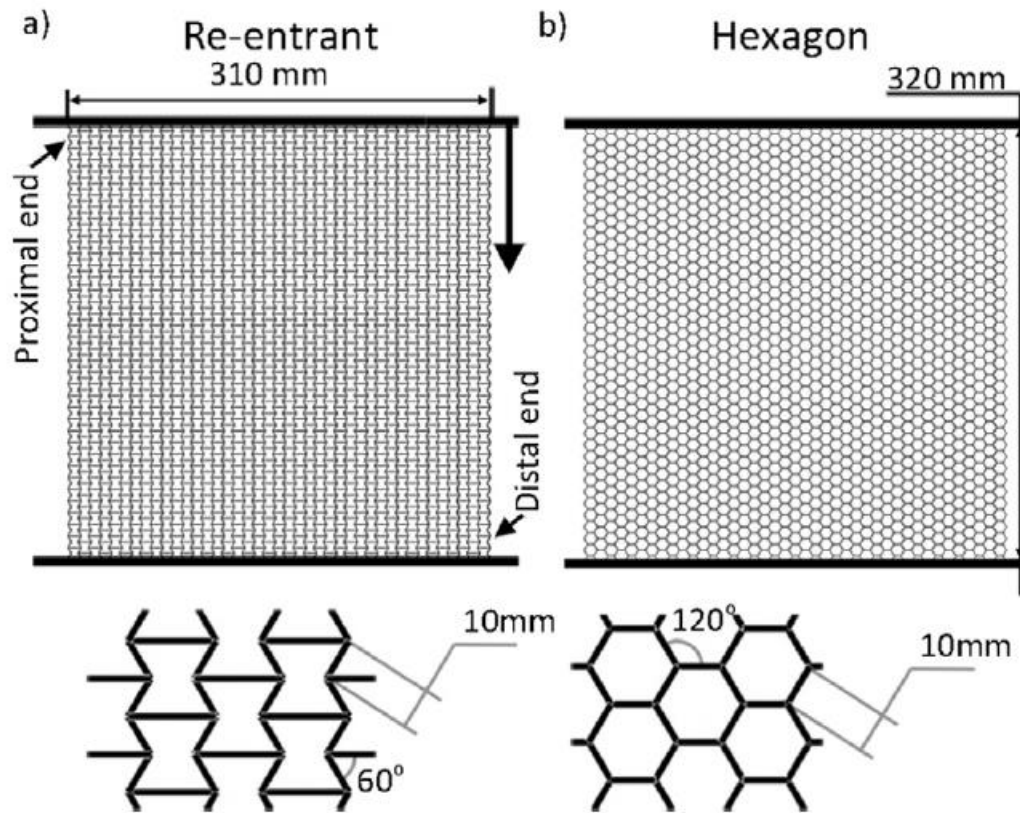 a)
Re-entrant
310 mm
Proximal end
Distal end
10mm
60°
b)
Hexagon
320 mm
120°
10mm